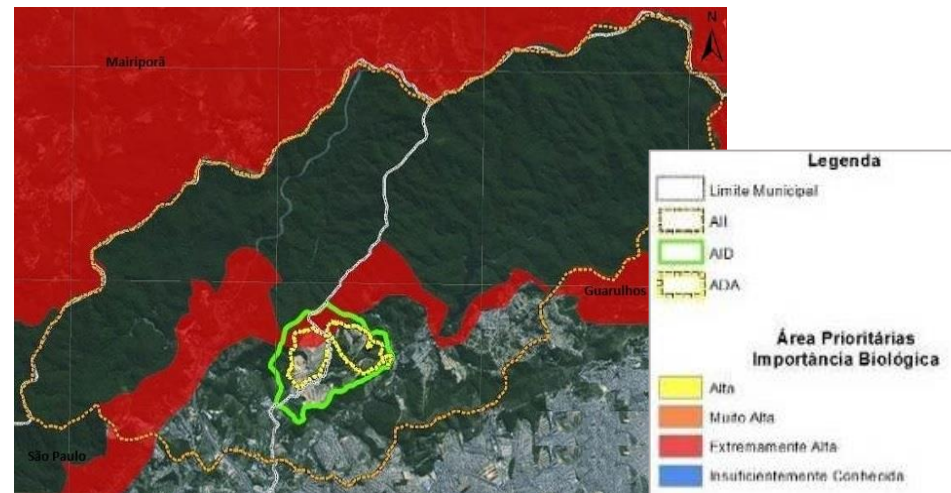 N
Mairiporã
Guarulhos
São Paulo
Legenda
Limite Municipal
AII
AID
ADA
Área Prioritárias
Importância Biológica
Alta
Muito Alta
Extremamente Alta
Insuficientemente Conhecida